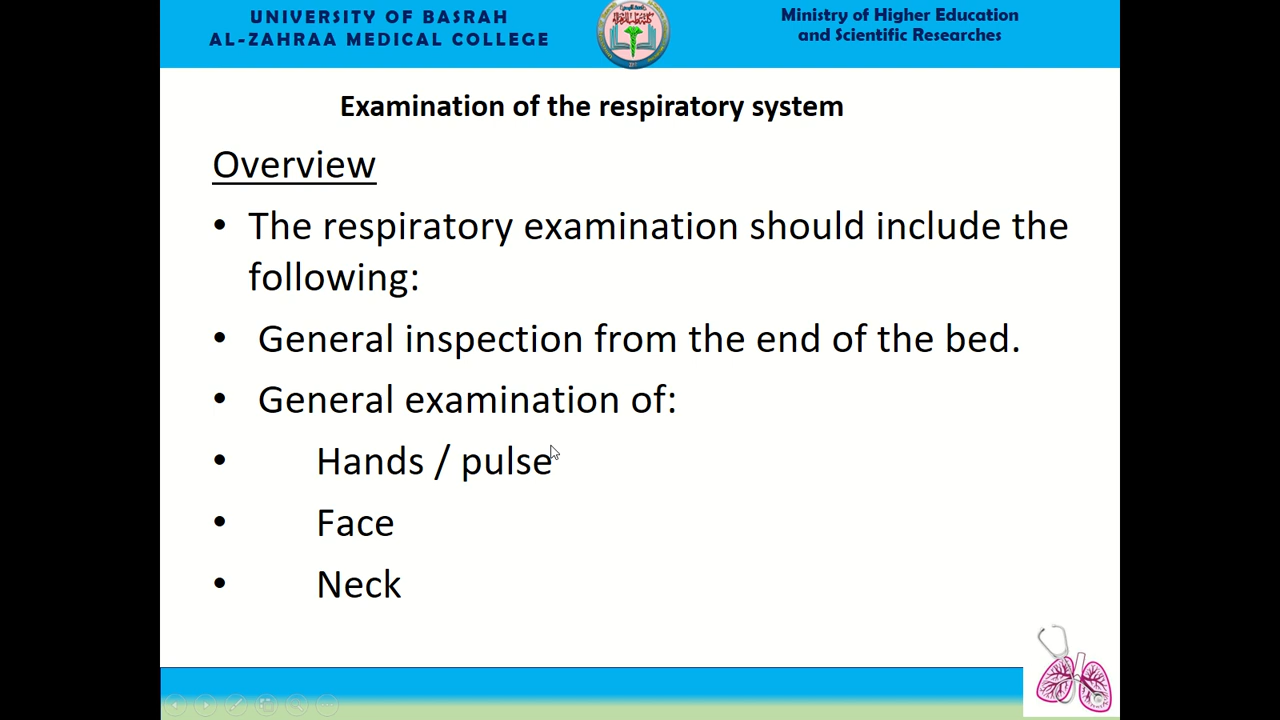 UNIVERSITY OF BASRAH
AL-ZAHRAA MEDICAL COLLEGE
Ministry of Higher Education
and Scientific Researches
Examination of the respiratory system
Overview
• The respiratory examination should include the
following:
• General inspection from the end of the bed.
• General examination of:
• Hands / pulse
• Face
• Neck